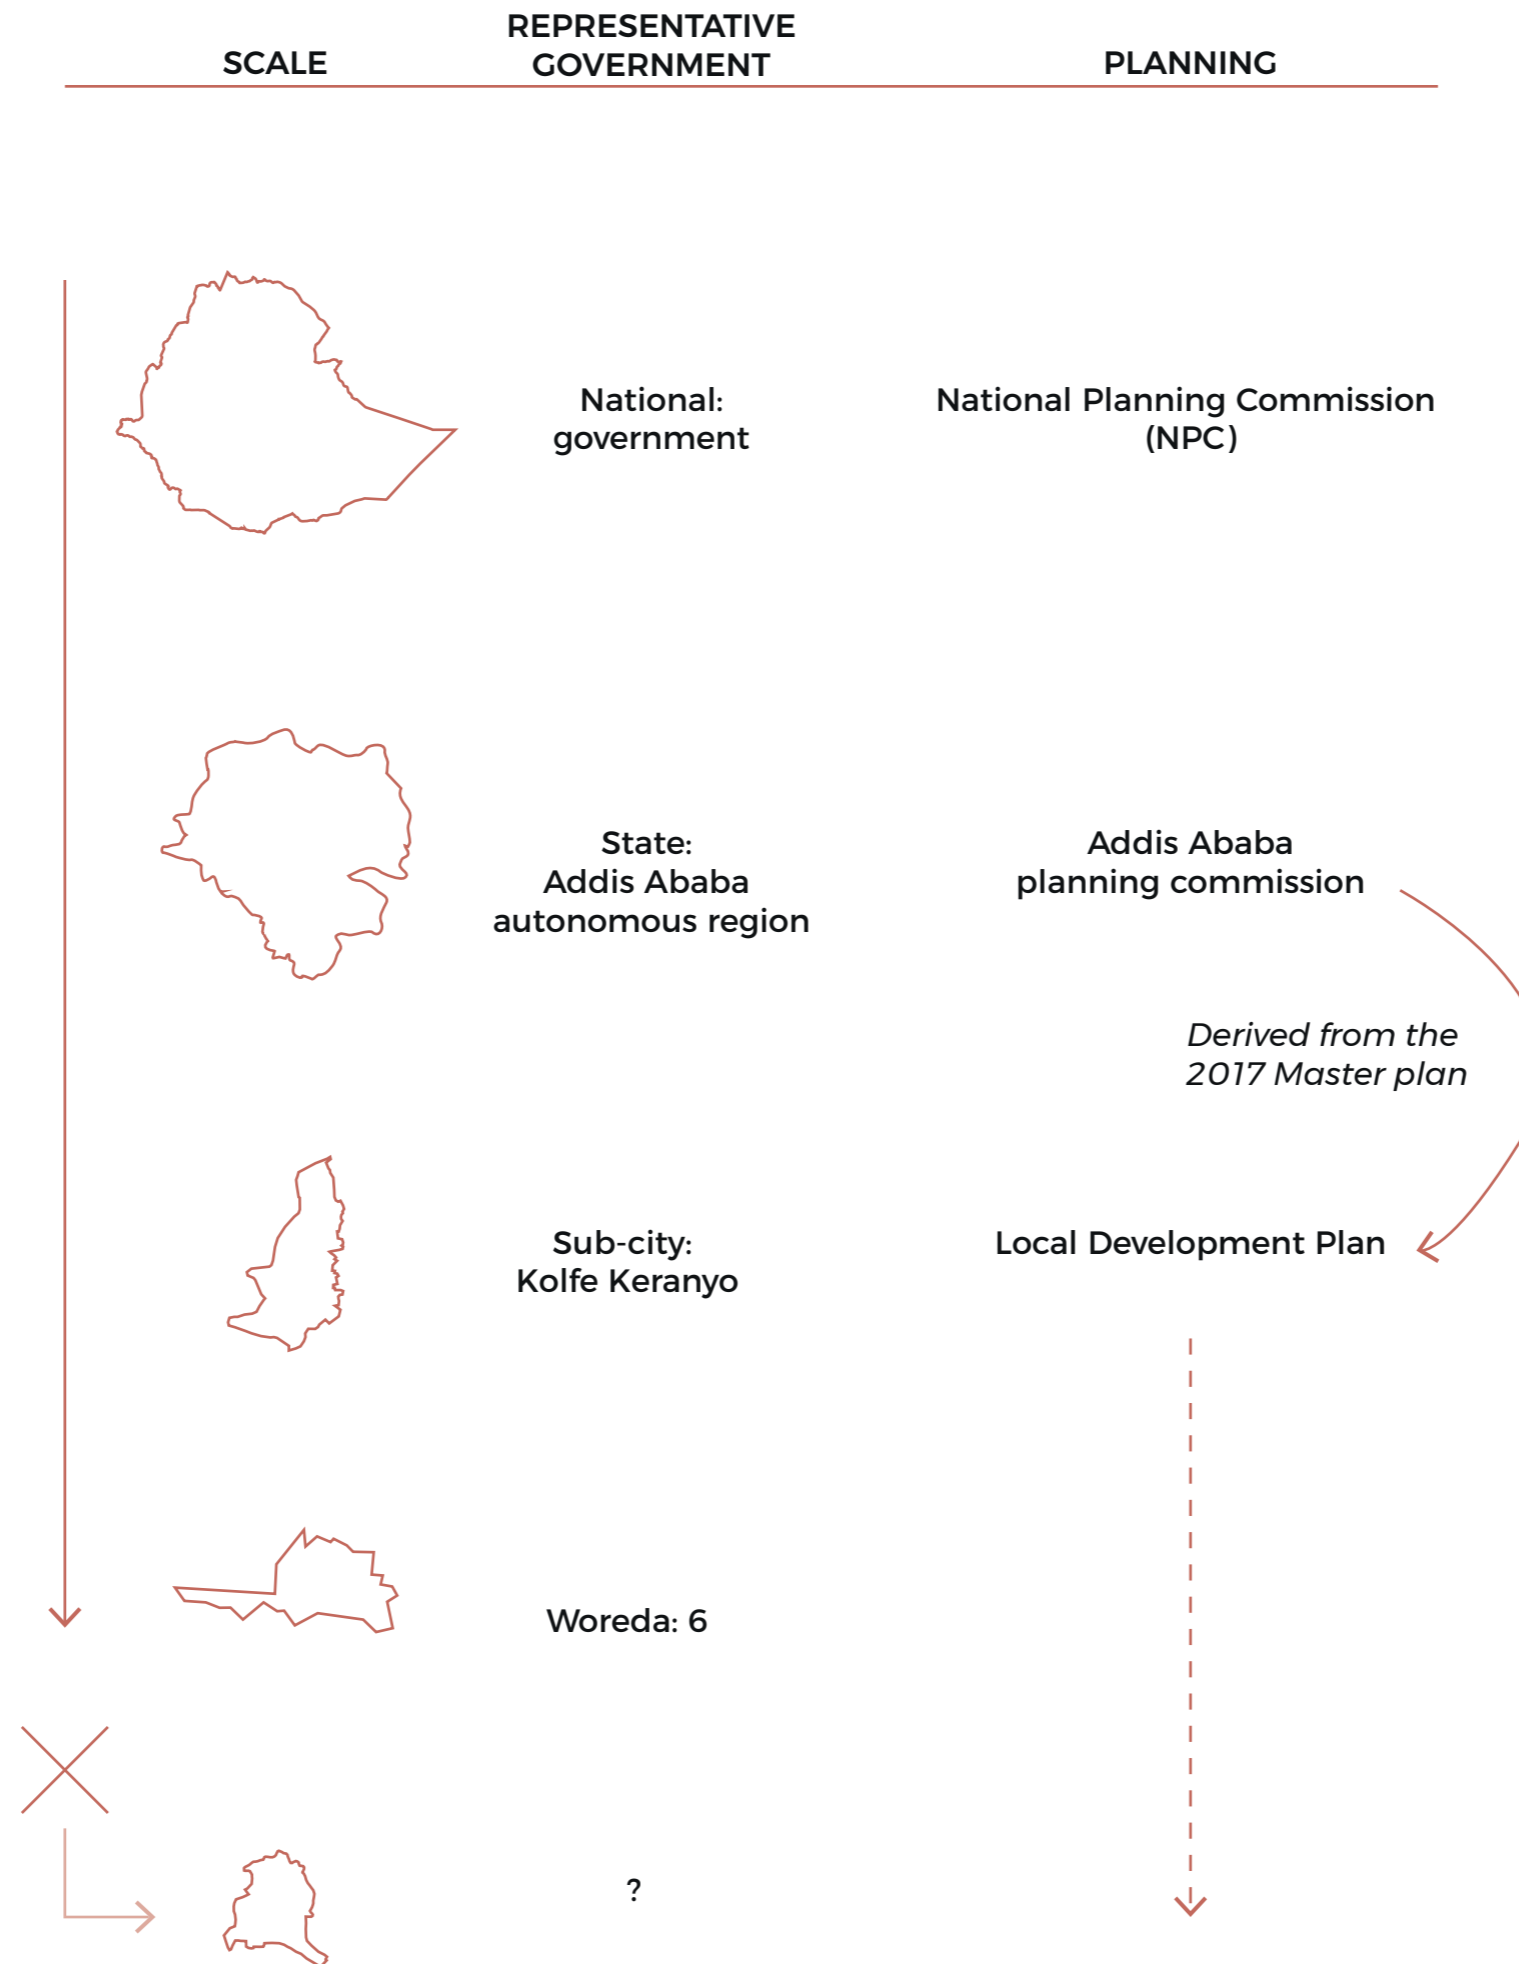 SCALE
REPRESENTATIVE
GOVERNMENT
PLANNING
National:
government
National Planning Commission
(NPC)
State:
Addis Ababa
autonomous region
Addis Ababa
planning commission
Derived from the
2017 Master plan
Sub-city:
Kolfe Keranyo
Local Development Plan
Woreda: 6
?